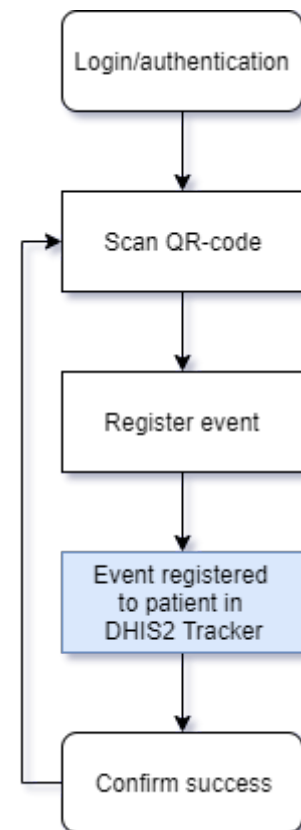 Login/authentication
Scan QR-code
Register event
Event registered
to patient in
DHIS2 Tracker
Confirm success